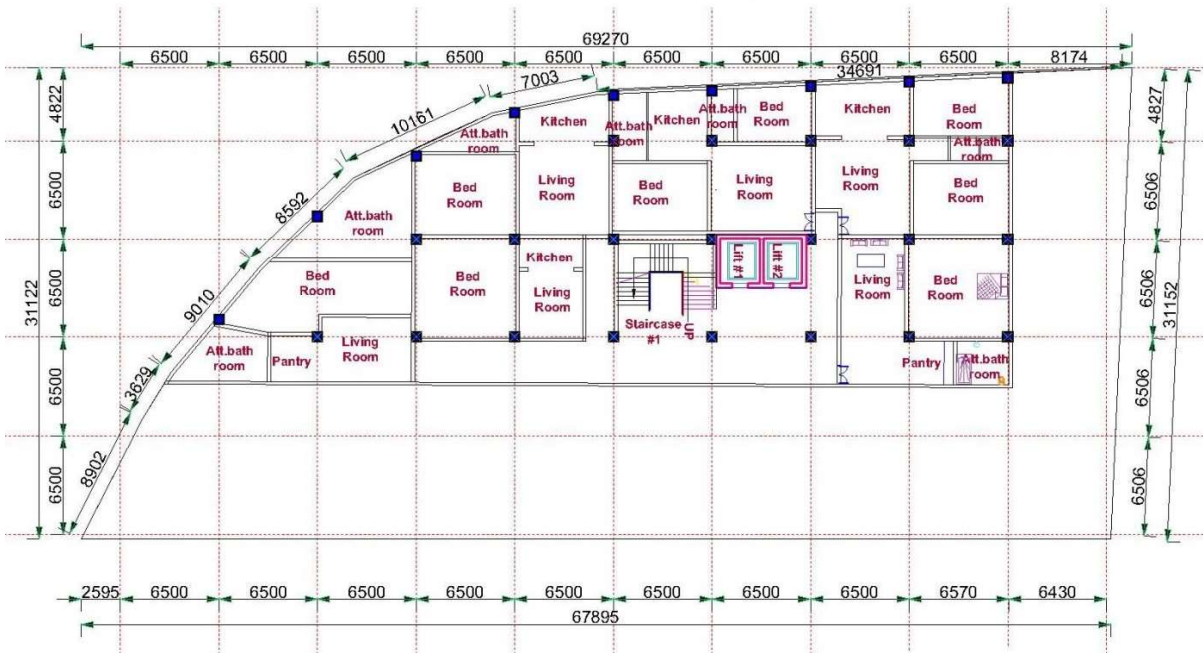 69270
6500 6500 6500 6500 6500 6500 6500 6500 6500 8174
7003
34691
10161
8592
9010
3629
8902
31122
4822
6500
6500
6500
6500
4827
6506
6506
6506
6506
31152
Kitchen
Att.bath
room
Att.bath
room
Kitchen
Att.bath
room
Bed
Room
Kitchen
Bed
Room
Att.bath
room
Bed
Room
Living
Room
Bed
Room
Living
Room
Living
Room
Bed
Room
Att.bath
room
Bed
Room
Bed
Room
Kitchen
Living
Room
Lift #1
Lift #2
Living
Room
Bed
Room
Staircase
#1
UP
Att.bath
room
Pantry
Living
Room
Pantry
Att.bath
room
2595 6500 6500 6500 6500 6500 6500 6500 6500 6570 6430
67895